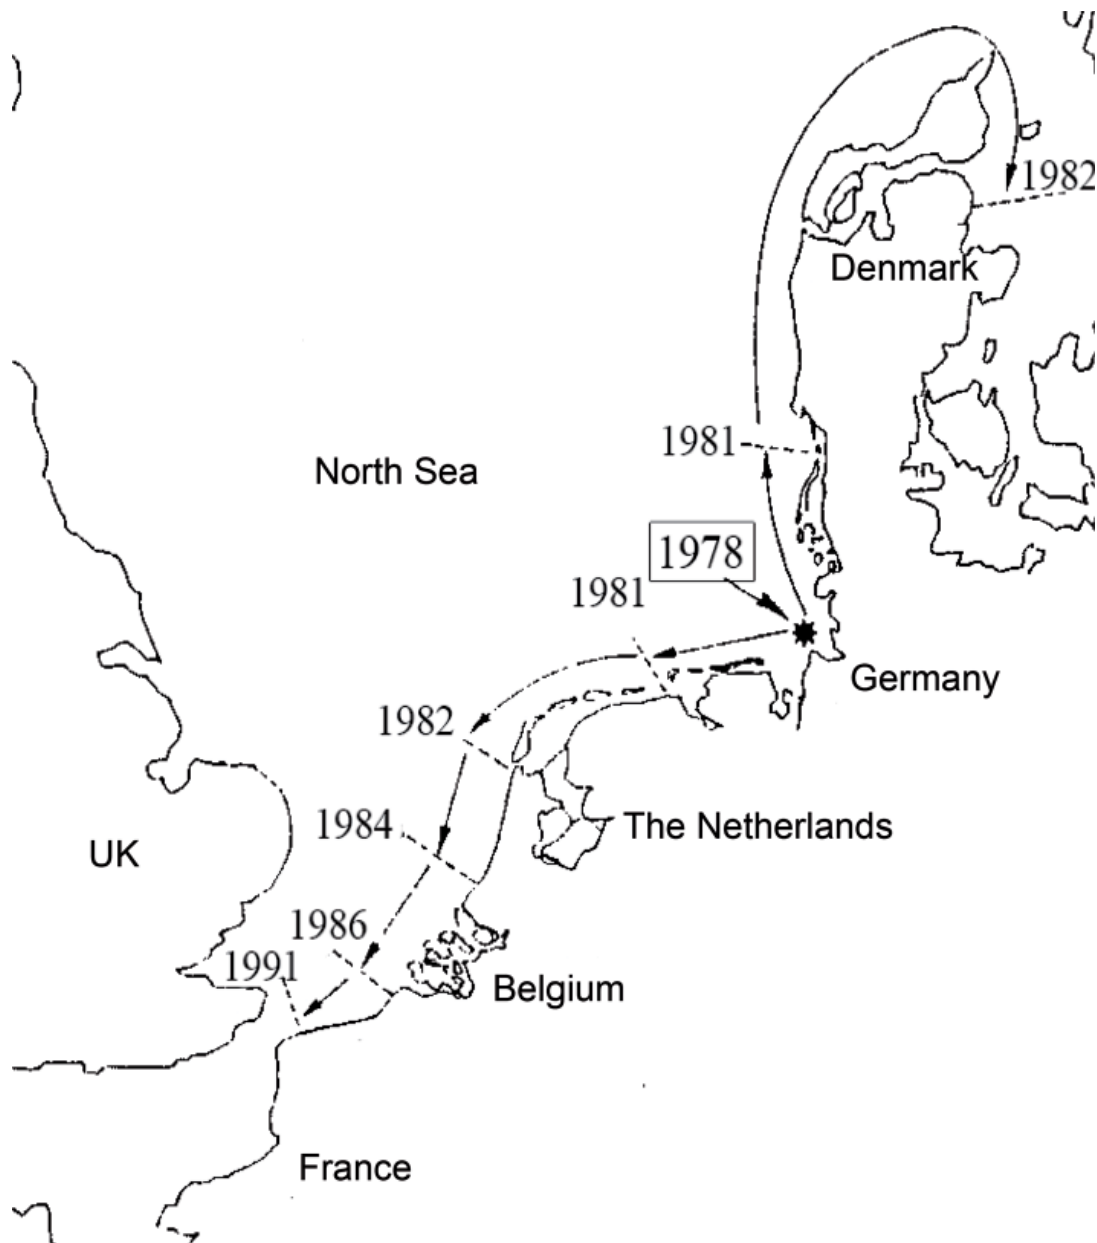 1982
Denmark
1981
North Sea
1978
1981
Germany
1982
1984
The Netherlands
UK
1986
1991
Belgium
France